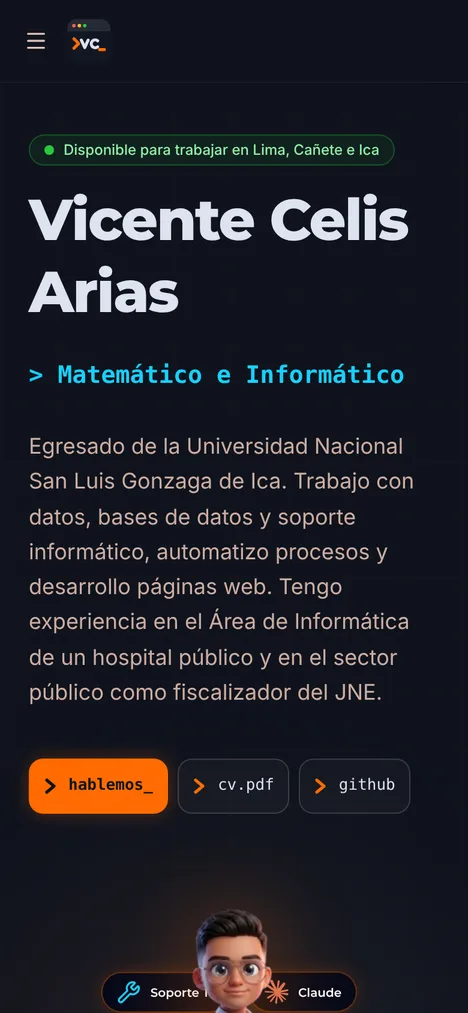 vc_
Disponible para trabajar en Lima, Cañete e Ica
Vicente Celis
Arias
> Matemático e Informático
Egresado de la Universidad Nacional
San Luis Gonzaga de Ica. Trabajo con
datos, bases de datos y soporte
informático, automatizo procesos y
desarrollo páginas web. Tengo
experiencia en el Área de Informática
de un hospital público y en el sector
público como fiscalizador del JNE.
hablemos_
cv.pdf
github
Soporte
Claude